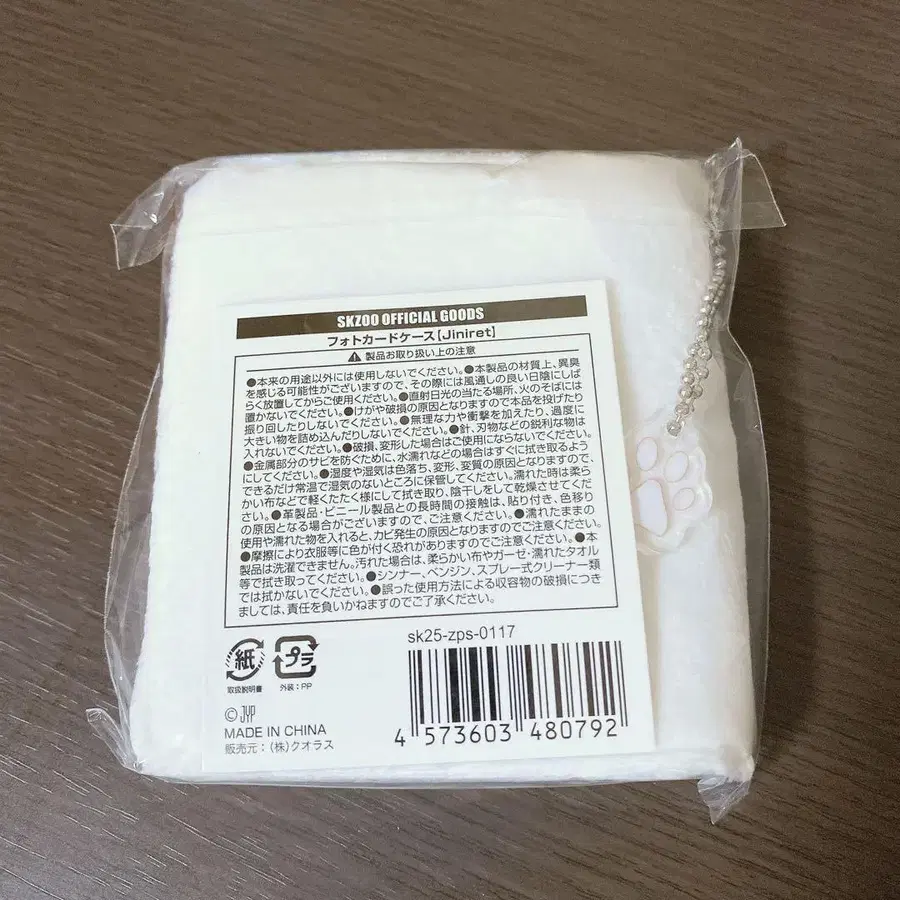 SKZOO OFFICIAL GOODS
フォトカードケース【Jiniret】
製品お取り扱い上の注意
●本来の用途以外には使用しないでください。●本製品の材質上、異臭
を感じる可能性がございますので、その際には風通しの良い日陰にしば
らく放置してからご使用ください。●直射日光の当たる場所、火のそばには
置かないでください。●けがや破損の原因となりますので本品を投げたり
振り回したりしないでください。●無理な力や衝撃を加えたり、過度に
大きい物を詰め込んだりしないでください。●針、刃物などの鋭利な物は
入れないでください。●破損、変形した場合はご使用にならないでください。
●金属部分のサビを防ぐために、水濡れなどの場合はすぐに拭き取るよう
にしてください。●湿度や湿気は色落ち、変形、変質の原因となりますので、
できるだけ常温で湿気のないところに保管してください。濡れた時は柔ら
かい布などで軽くたたく様にして拭き取り、陰干しをして乾燥させてくださ
い。●革製品・ビニール製品との長時間の接触は、貼り付き、色移り
の原因となる場合がございますので、ご注意ください。●濡れたままの
使用や濡れた物を入れると、カビ発生の原因となりますのでご注意ください。
●摩擦により衣服等に色が付く恐れがありますのでご注意ください。●本
製品は洗濯できません。汚れた場合は、柔らかい布やガーゼ・濡れたタオル
等で拭き取ってください。●シンナー、ベンジン、スプレー式クリーナー類
では拭かないでください。●誤った使用方法による収容物の破損につき
ましては、責任を負いかねますのでご了承ください。
紙
取扱説明書
プラ
外装:PP
sk25-zps-0117
© JYP
MADE IN CHINA
販売元:(株)クオラス
4 573603 480792